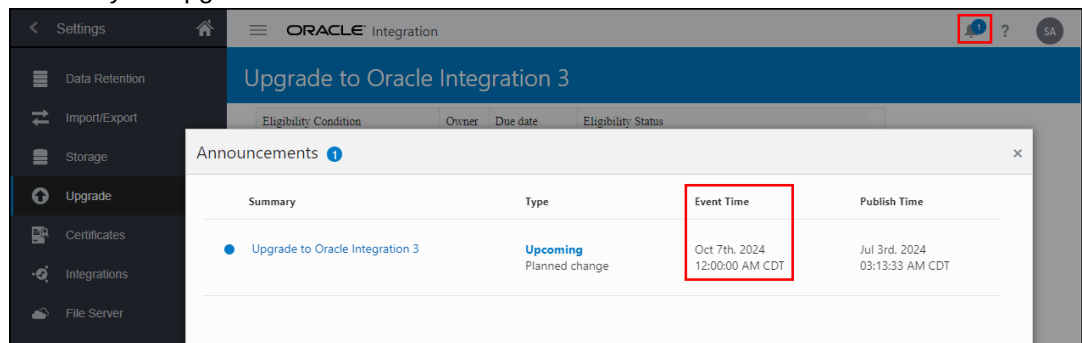 Settings
ORACLE Integration
1
?
SA
Data Retention
Upgrade to Oracle Integration 3
Import/Export
Eligibility Condition Owner Due date Eligibility Status
Storage
Announcements 1
×
Upgrade
Summary Type Event Time Publish Time
Certificates
Upgrade to Oracle Integration 3 Upcoming Oct 7th, 2024 Jul 3rd, 2024
Planned change 12:00:00 AM CDT 03:13:33 AM CDT
Integrations
File Server